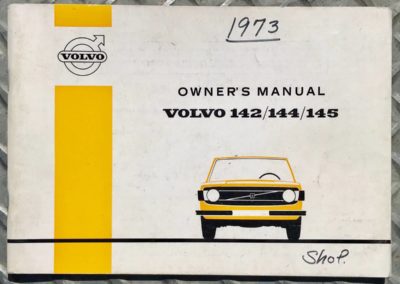 1973
VOLVO
OWNER'S MANUAL
VOLVO 142/144/145
Shop.